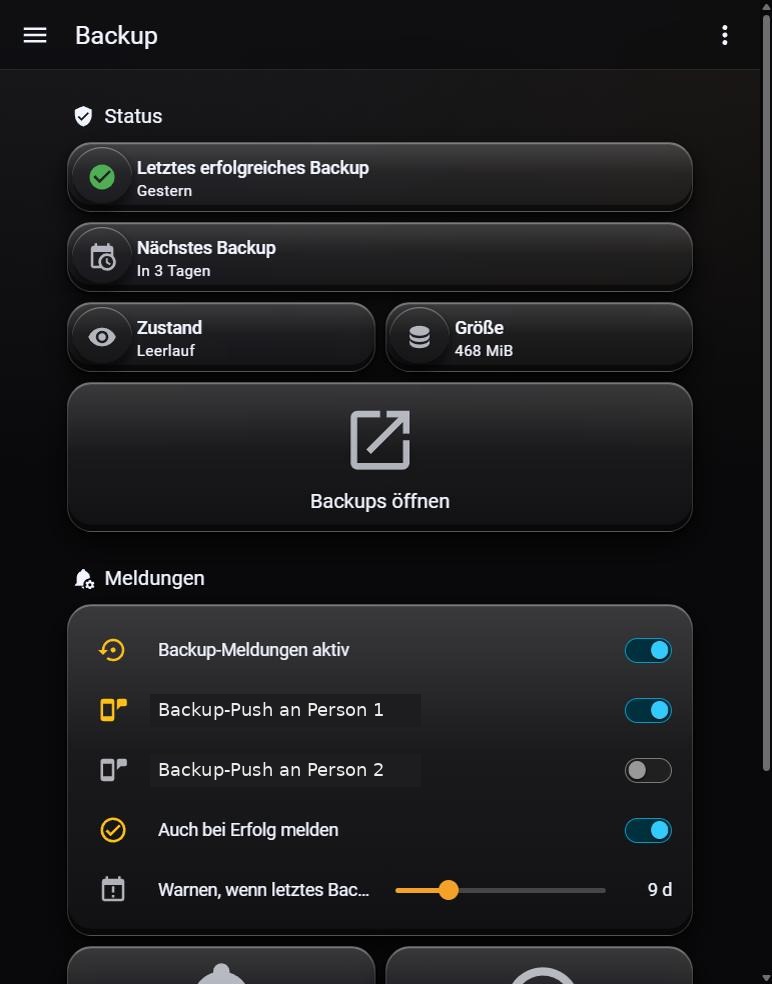 Backup
Status
Letztes erfolgreiches Backup
Gestern
Nächstes Backup
In 3 Tagen
Zustand
Leerlauf
Größe
468 MiB
Backups öffnen
Meldungen
Backup-Meldungen aktiv
Backup-Push an Person 1
Backup-Push an Person 2
Auch bei Erfolg melden
Warnen, wenn letztes Bac... 9 d